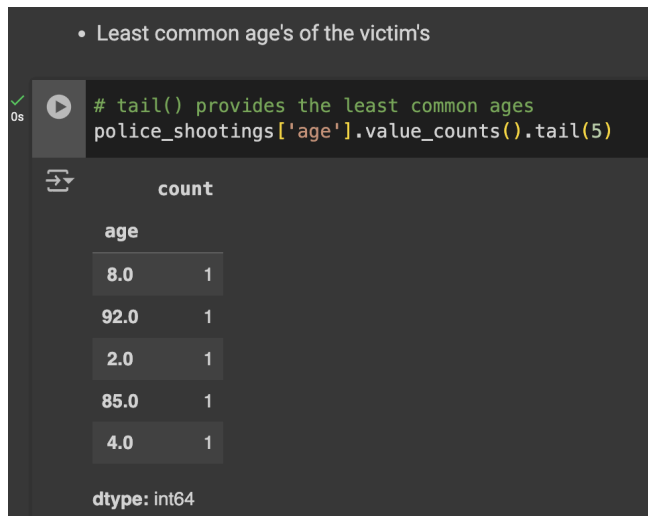 • Least common age's of the victim's
0s
# tail() provides the least common ages
police_shootings['age'].value_counts().tail(5)
count
age
8.0 1
92.0 1
2.0 1
85.0 1
4.0 1
dtype: int64